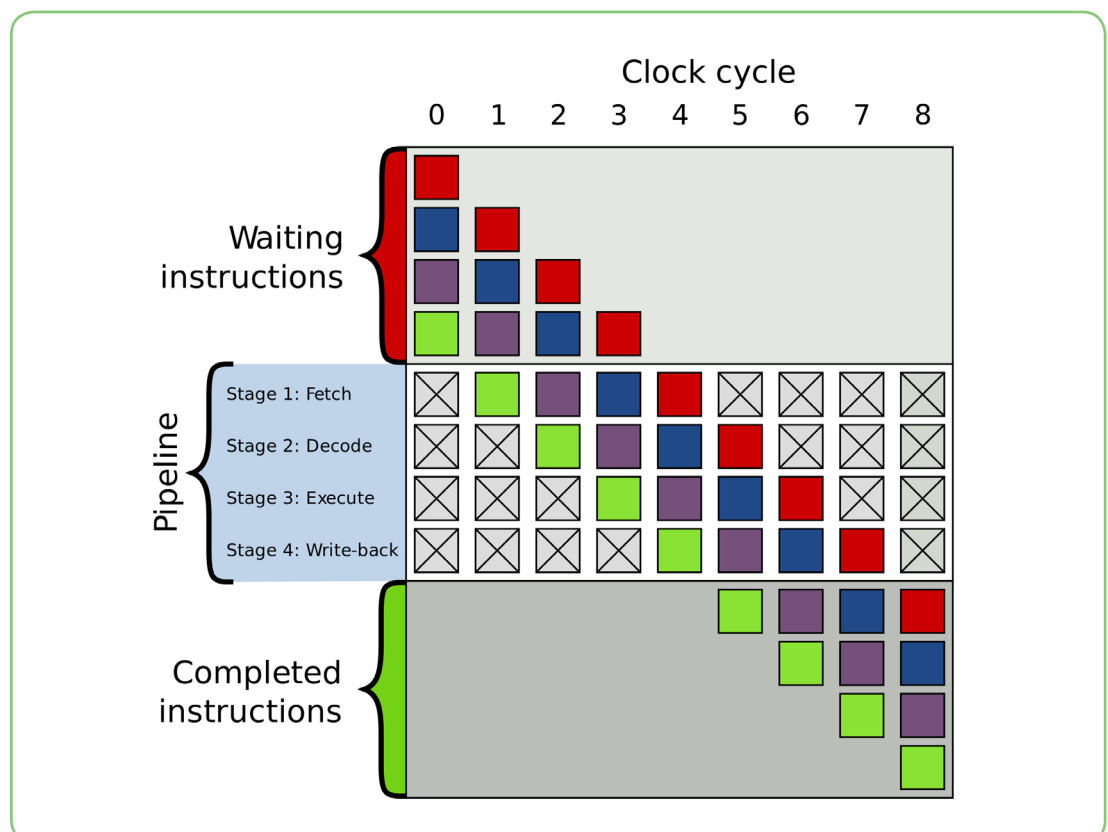 Clock cycle
0 1 2 3 4 5 6 7 8
Waiting
instructions
Pipeline
Stage 1: Fetch
Stage 2: Decode
Stage 3: Execute
Stage 4: Write-back
Completed
instructions